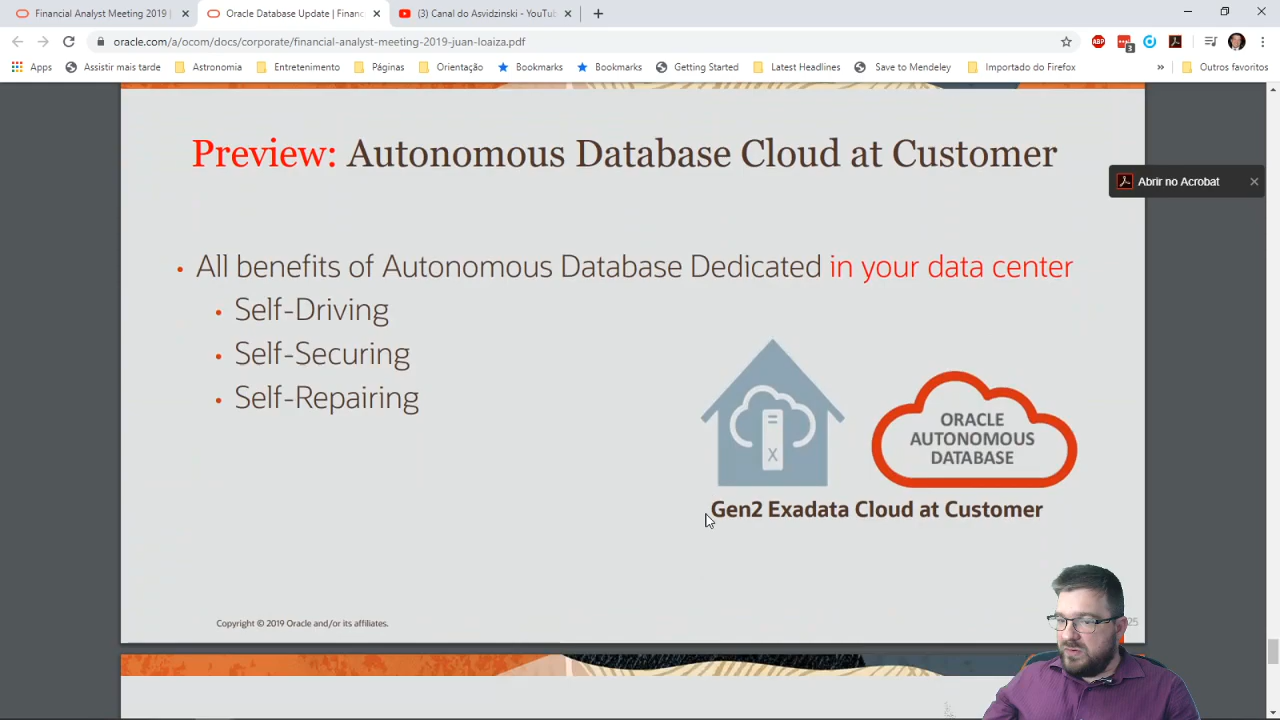 Financial Analyst Meeting 2019 |
Oracle Database Update | Financ
(3) Canal do Asvidzinski - YouTu
oracle.com/a/ocom/docs/corporate/financial-analyst-meeting-2019-juan-loaiza.pdf
ABP
3
Apps
Assistir mais tarde
Astronomia
Entretenimento
Páginas
Orientação
Bookmarks
Bookmarks
Getting Started
Latest Headlines
Save to Mendeley
Importado do Firefox
»
Outros favoritos
Preview: Autonomous Database Cloud at Customer
Abrir no Acrobat
• All benefits of Autonomous Database Dedicated in your data center
• Self-Driving
• Self-Securing
• Self-Repairing
X
ORACLE
AUTONOMOUS
DATABASE
Gen2 Exadata Cloud at Customer
Copyright © 2019 Oracle and/or its affiliates.
25